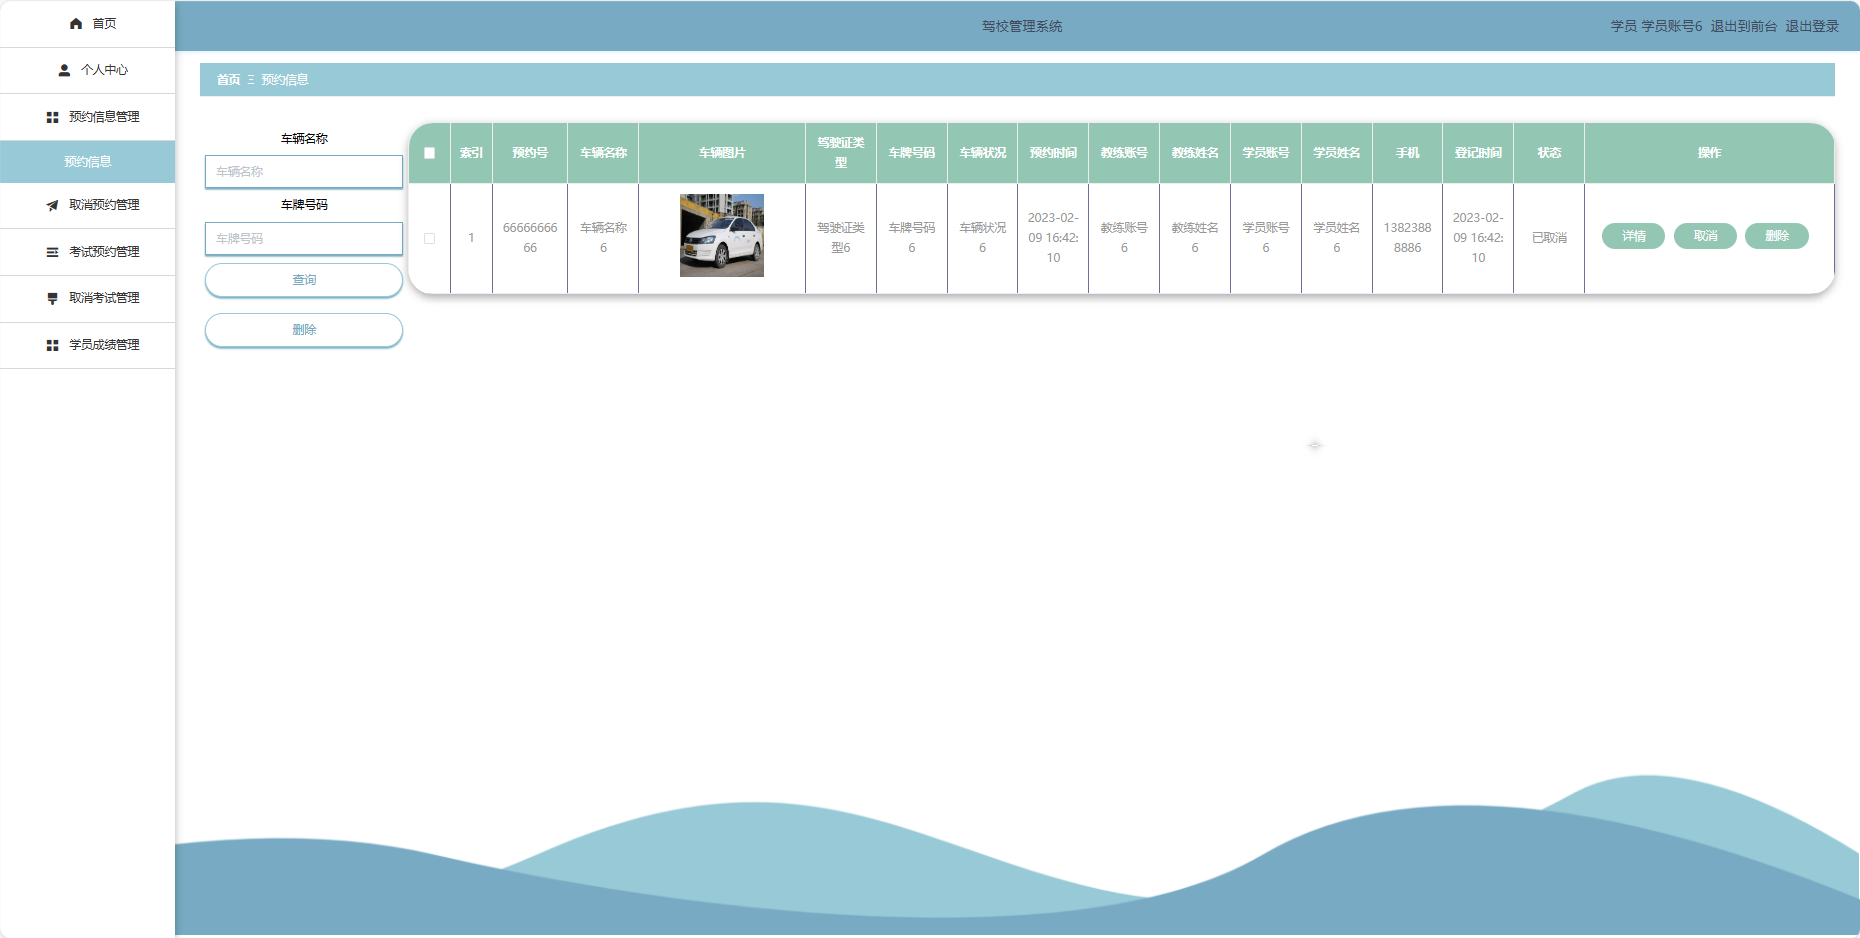 首页
个人中心
预约信息管理
预约信息
取消预约管理
考试预约管理
取消考试管理
学员成绩管理
驾校管理系统
学员 学员账号6 退出到前台 退出登录
首页 Ξ 预约信息
车辆名称
车辆名称
车牌号码
车牌号码
查询
删除
索引 预约号 车辆名称 车辆图片 驾驶证类型 车牌号码 车辆状况 预约时间 教练账号 教练姓名 学员账号 学员姓名 手机 登记时间 状态 操作
1 6666666666 车辆名称6 驾驶证类型6 车牌号码6 车辆状况6 2023-02-09 16:42:10 教练账号6 教练姓名6 学员账号6 学员姓名6 13823888886 2023-02-09 16:42:10 已取消 详情 取消 删除